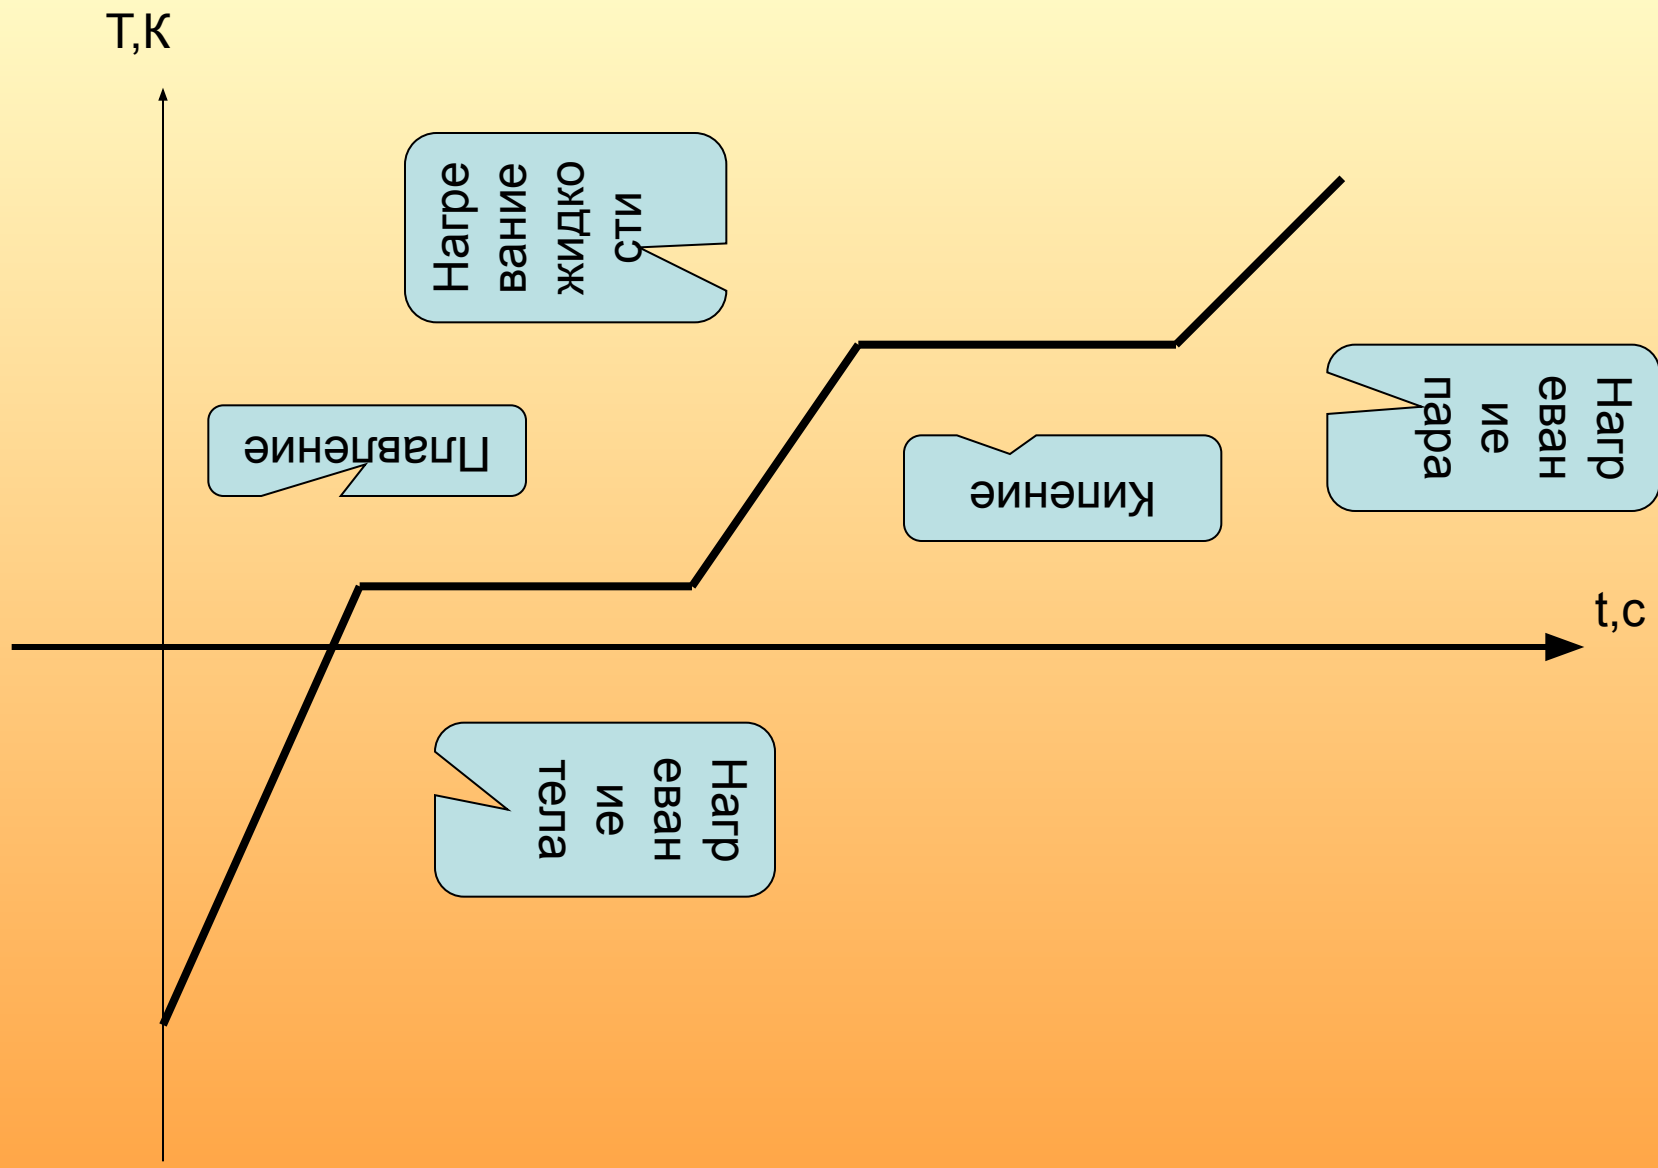 Т,К
Нагре
вание
жидко
сти
Плавление
Кипение
Нагр
еван
ие
пара
t,с
Нагр
еван
ие
тела